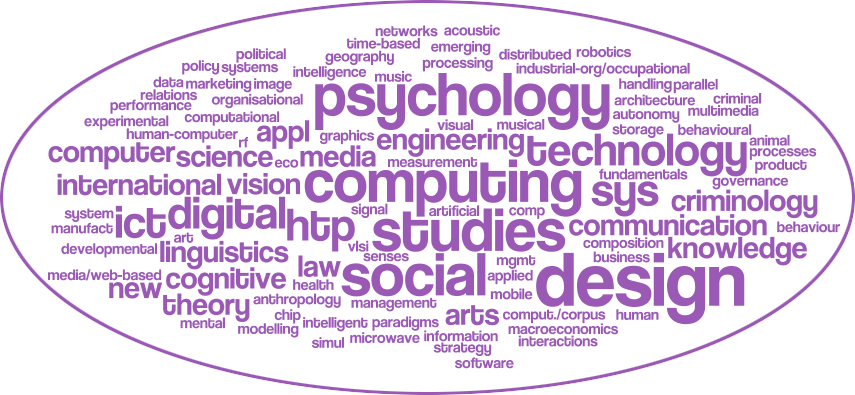 networks acoustic
time-based emerging
political geography distributed robotics
policy systems intelligence processing industrial-org/occupational
data marketing image music handling parallel
relations organisational psychology architecture criminal
performance autonomy multimedia
experimental computational visual musical storage behavioural
human-computer rf appl graphics engineering technology animal
computer science eco media measurement processes
international vision computing fundamentals product
sys governance
criminology
system digital signal artificial comp
manufact ict htp studies communication behaviour
art
developmental linguistics vlsi senses composition knowledge
law mgmt business
media/web-based cognitive health social applied design
new mobile
theory anthropology management
mental chip arts comput./corpus human
modelling intelligent paradigms macroeconomics
simul microwave information interactions
strategy
software